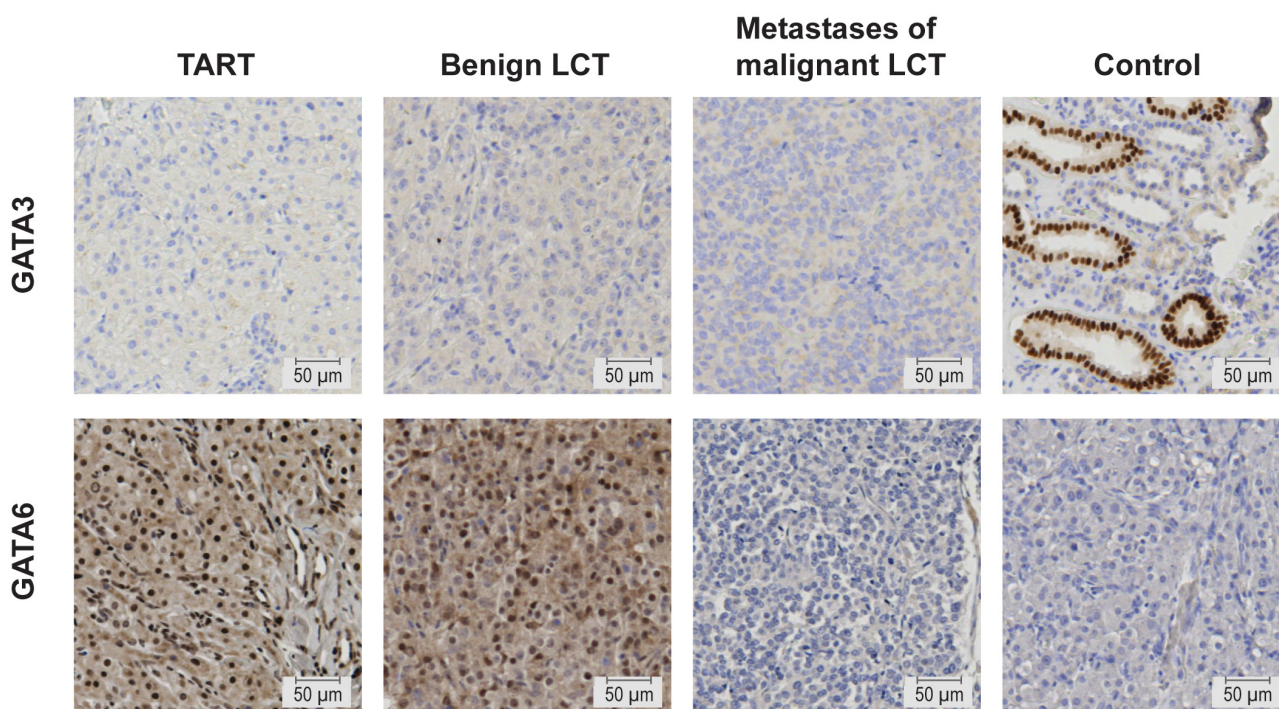 TART
Benign LCT
Metastases of
malignant LCT
Control
GATA3
50 µm
50 µm
50 µm
50 µm
GATA6
50 µm
50 µm
50 µm
50 µm